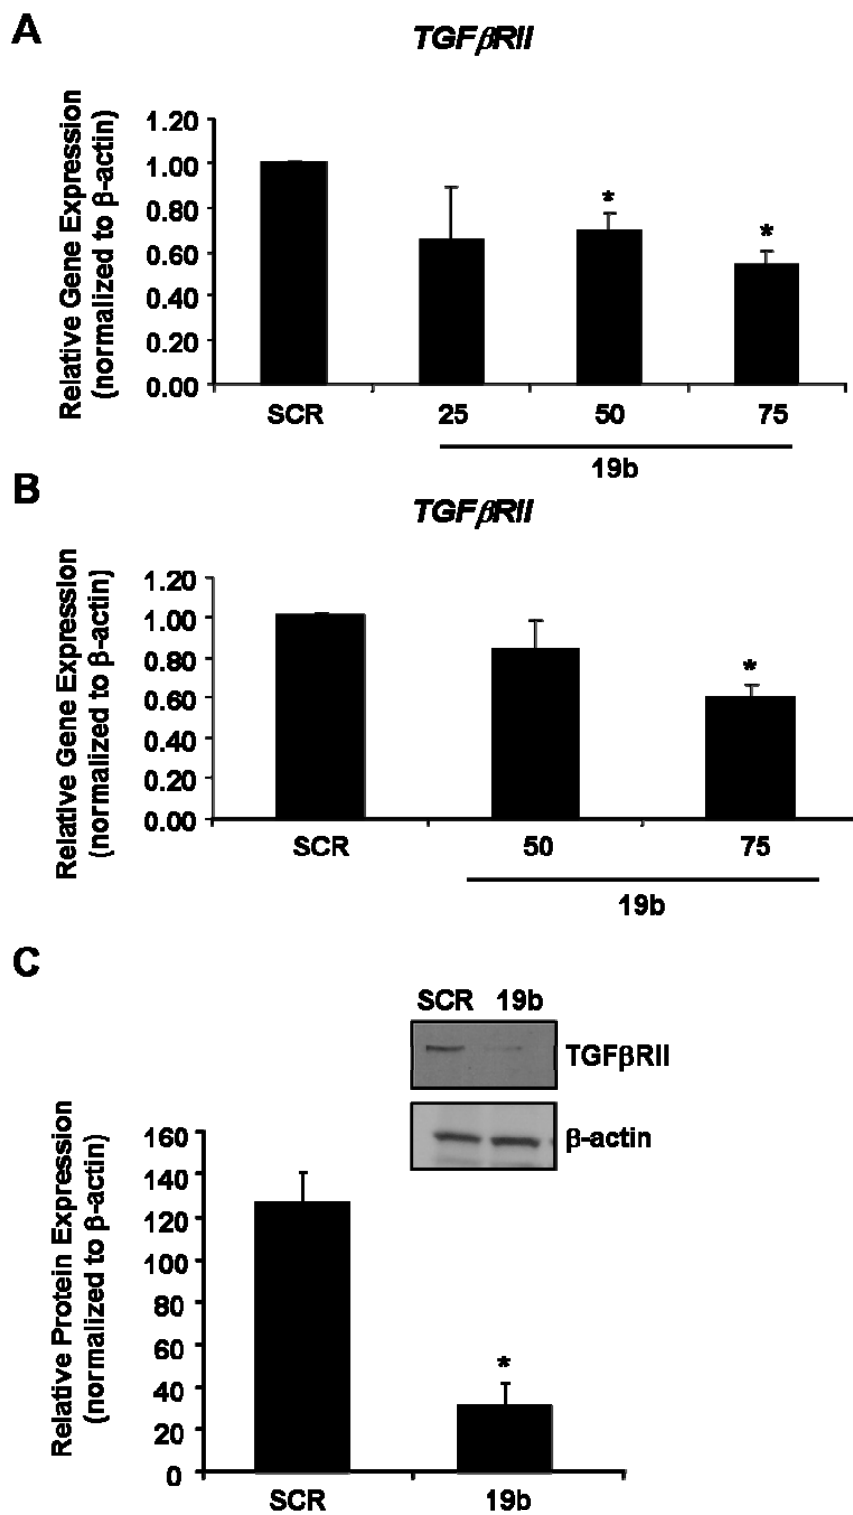 A
TGFβRII
Relative Gene Expression
(normalized to β-actin)
1.20
1.00
0.80
0.60
0.40
0.20
0.00
*
*
SCR 25 50 75
19b
B
TGFβRII
Relative Gene Expression
(normalized to β-actin)
1.20
1.00
0.80
0.60
0.40
0.20
0.00
*
SCR 50 75
19b
C
SCR 19b
TGFβRII
β-actin
Relative Protein Expression
(normalized to β-actin)
160
140
120
100
80
60
40
20
0
*
SCR 19b